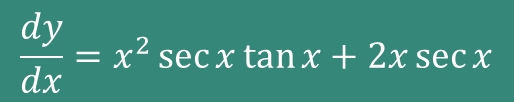 dy/dx = x² sec x tan x + 2x sec x